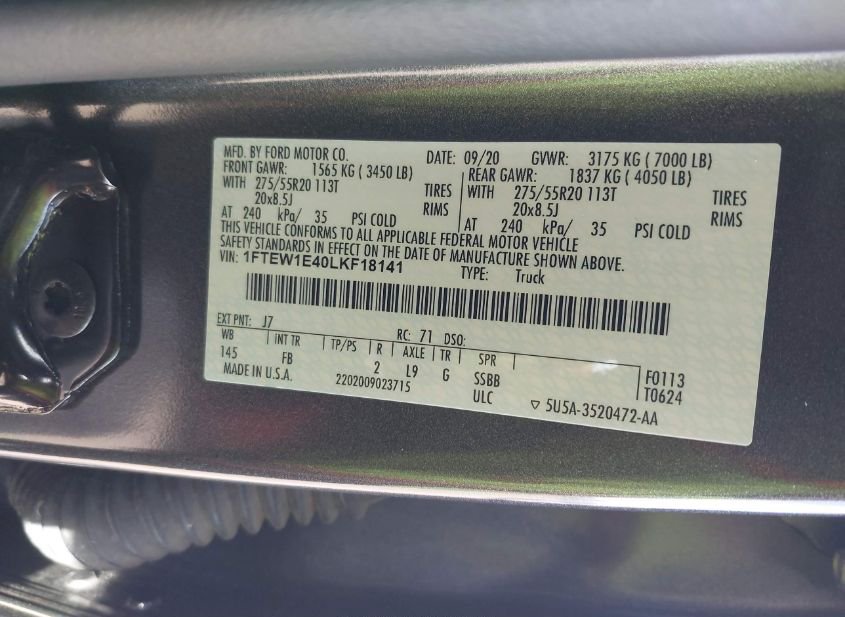 MFD. BY FORD MOTOR CO. DATE: 09/20 GVWR: 3175 KG ( 7000 LB)
FRONT GAWR: 1565 KG ( 3450 LB) REAR GAWR: 1837 KG ( 4050 LB)
WITH 275/55R20 113T TIRES WITH 275/55R20 113T TIRES
20x8.5J RIMS 20x8.5J RIMS
AT 240 kPa/ 35 PSI COLD AT 240 kPa/ 35 PSI COLD
THIS VEHICLE CONFORMS TO ALL APPLICABLE FEDERAL MOTOR VEHICLE
SAFETY STANDARDS IN EFFECT ON THE DATE OF MANUFACTURE SHOWN ABOVE.
VIN: 1FTEW1E40LKF18141 TYPE: Truck
EXT PNT: J7 RC: 71 DSO:
WB INT TR TP/PS R AXLE TR SPR
145 FB 2 L9 G SSBB F0113
MADE IN U.S.A. 2202009023715 ULC T0624
▽ 5U5A-3520472-AA